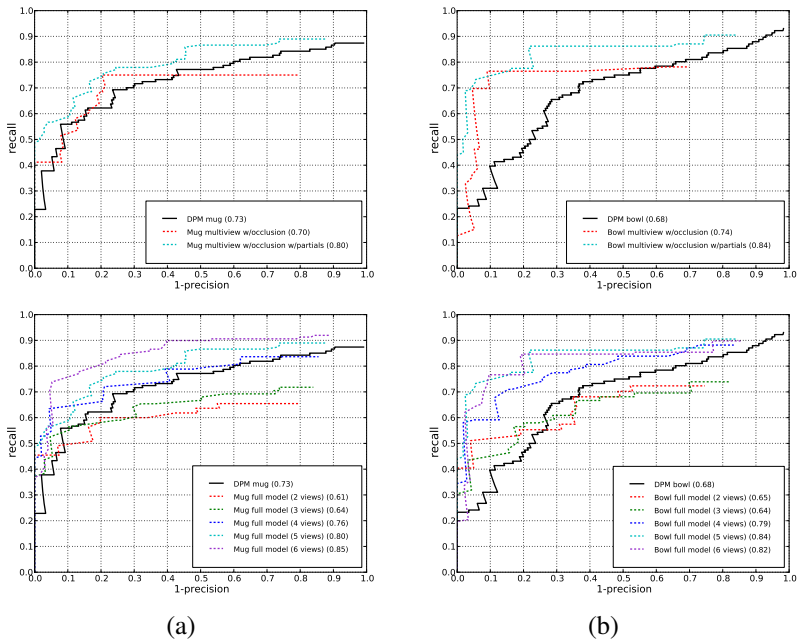 1.0
0.9
0.8
0.7
0.6
0.5
0.4
0.3
0.2
0.1
0.0
recall
DPM mug (0.73)
Mug multiview w/occlusion (0.70)
Mug multiview w/occlusion w/partials (0.80)
0.0 0.1 0.2 0.3 0.4 0.5 0.6 0.7 0.8 0.9 1.0
1-precision
1.0
0.9
0.8
0.7
0.6
0.5
0.4
0.3
0.2
0.1
0.0
recall
DPM bowl (0.68)
Bowl multiview w/occlusion (0.74)
Bowl multiview w/occlusion w/partials (0.84)
0.0 0.1 0.2 0.3 0.4 0.5 0.6 0.7 0.8 0.9 1.0
1-precision
1.0
0.9
0.8
0.7
0.6
0.5
0.4
0.3
0.2
0.1
0.0
recall
DPM mug (0.73)
Mug full model (2 views) (0.61)
Mug full model (3 views) (0.64)
Mug full model (4 views) (0.76)
Mug full model (5 views) (0.80)
Mug full model (6 views) (0.85)
0.0 0.1 0.2 0.3 0.4 0.5 0.6 0.7 0.8 0.9 1.0
1-precision
1.0
0.9
0.8
0.7
0.6
0.5
0.4
0.3
0.2
0.1
0.0
recall
DPM bowl (0.68)
Bowl full model (2 views) (0.65)
Bowl full model (3 views) (0.64)
Bowl full model (4 views) (0.79)
Bowl full model (5 views) (0.84)
Bowl full model (6 views) (0.82)
0.0 0.1 0.2 0.3 0.4 0.5 0.6 0.7 0.8 0.9 1.0
1-precision
(a)
(b)